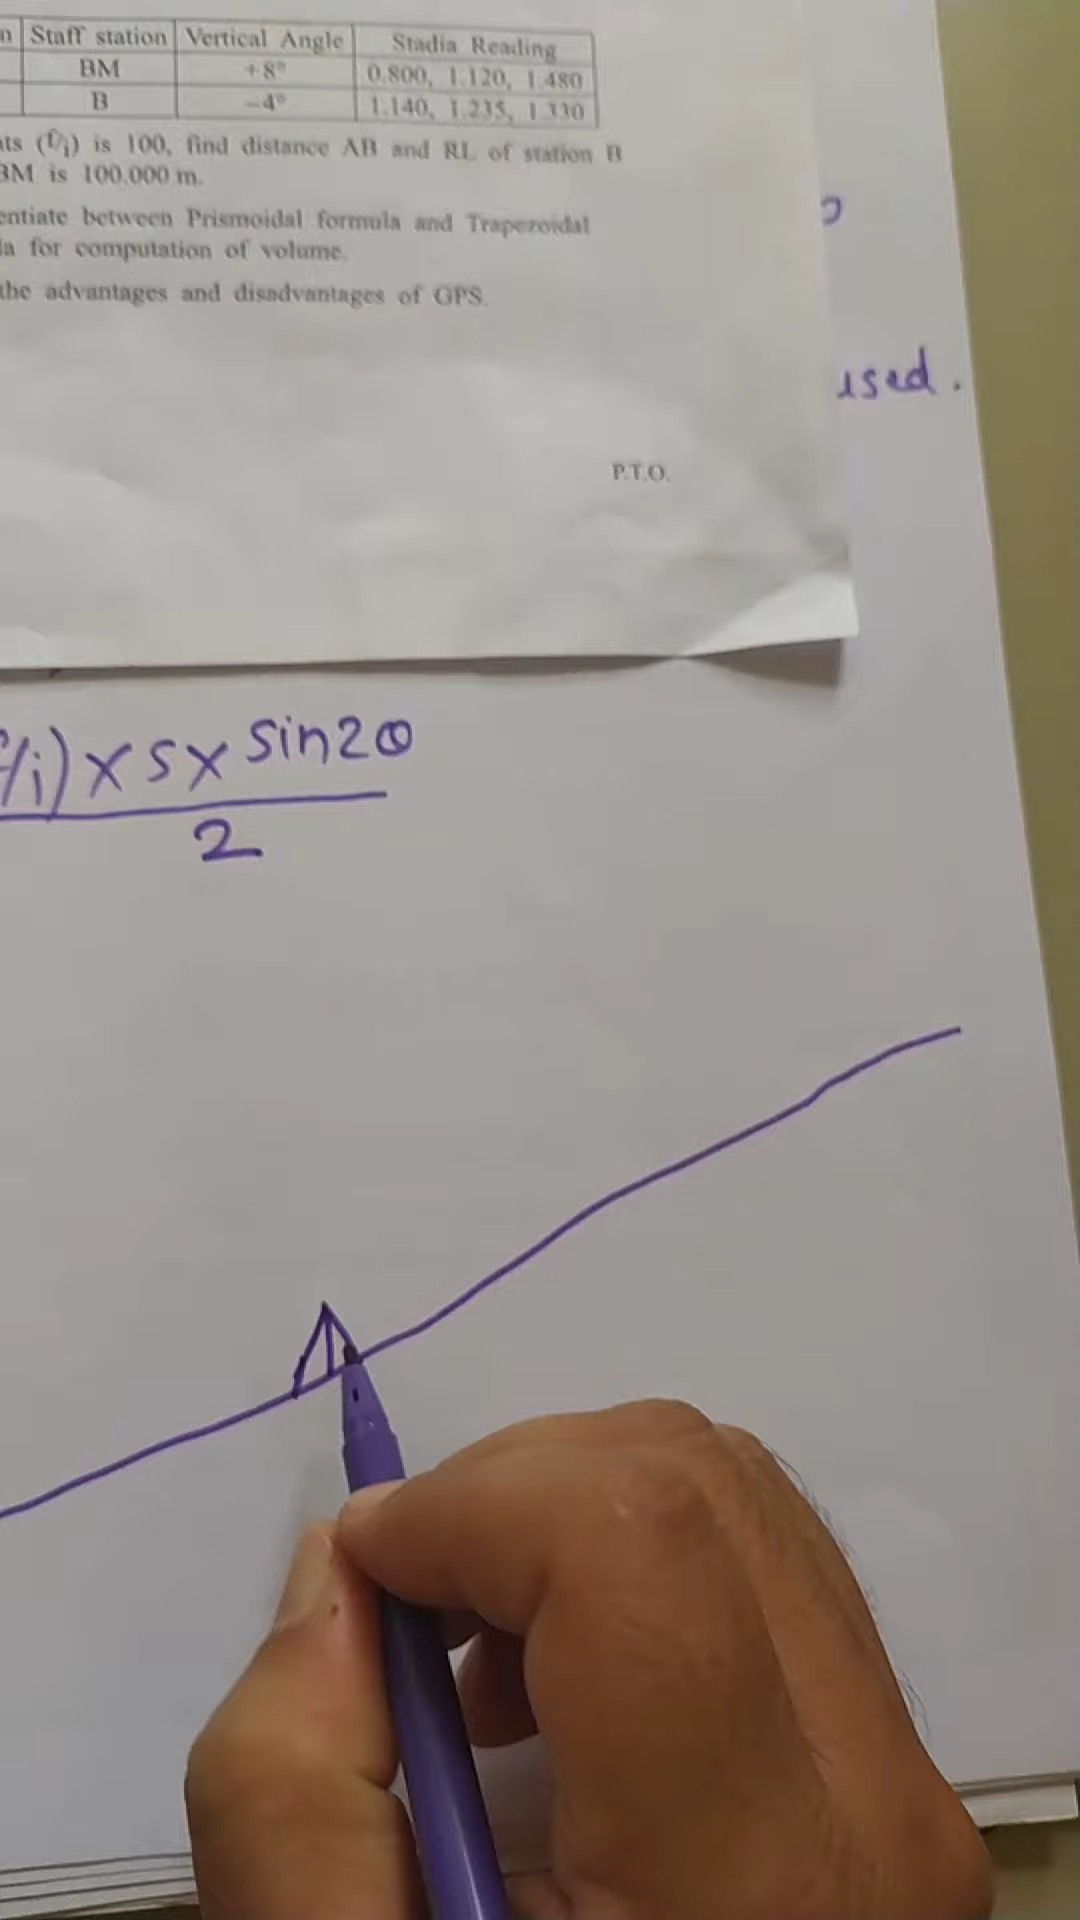 n Staff station Vertical Angle Stadia Reading
BM +8° 0.800, 1.120, 1.480
B −4° 1.140, 1.235, 1.330
ts (f/i) is 100, find distance AB and RL of station B
BM is 100.000 m.
entiate between Prismoidal formula and Trapezoidal
la for computation of volume.
the advantages and disadvantages of GPS.
used.
P.T.O.
f/i) × s × sin2θ
2